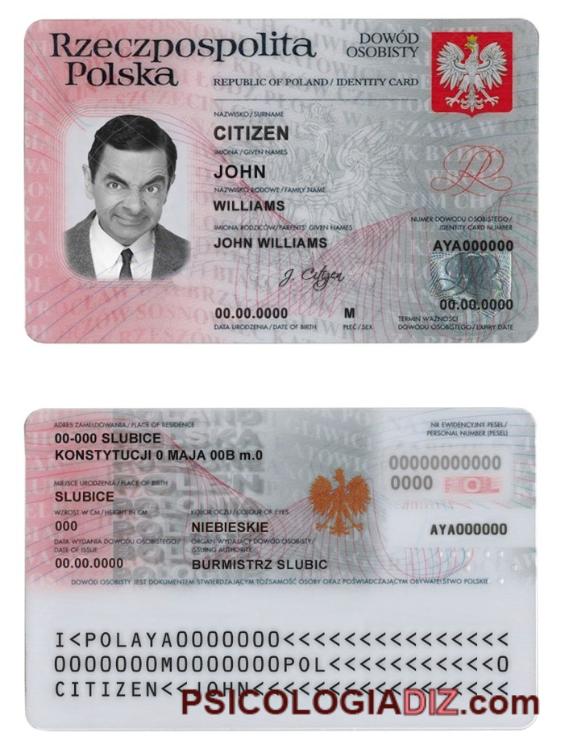 Rzeczpospolita
Polska
DOWÓD
OSOBISTY
REPUBLIC OF POLAND / IDENTITY CARD
NAZWISKO/SURNAME
CITIZEN
IMIONA/GIVEN NAMES
JOHN
NAZWISKO RODOWE/FAMILY NAME
WILLIAMS
IMIONA RODZICÓW/PARENTS' GIVEN NAMES
JOHN WILLIAMS
NUMER DOWODU OSOBISTEGO/
IDENTITY CARD NUMBER
AYA000000
J. Citizen
00.00.0000 M
DATA URODZENIA/DATE OF BIRTH PŁEĆ/SEX
00.00.0000
TERMIN WAŻNOŚCI
DOWODU OSOBISTEGO/EXPIRY DATE
ADRES ZAMELDOWANIA/PLACE OF RESIDENCE
00-000 SLUBICE
KONSTYTUCJI 0 MAJA 00B m.0
NR EWIDENCYJNY PESEL/
PERSONAL NUMBER (PESEL)
00000000000
0000 POL
MIEJSCE URODZENIA/PLACE OF BIRTH
SLUBICE
WZROST W CM/HEIGHT IN CM KOLOR OCZU/COLOUR OF EYES
000 NIEBIESKIE
AYA000000
DATA WYDANIA DOWODU OSOBISTEGO/
DATE OF ISSUE
ORGAN WYDAJĄCY DOWÓD OSOBISTY/
ISSUING AUTHORITY
00.00.0000 BURMISTRZ SLUBIC
DOWÓD OSOBISTY JEST DOKUMENTEM STWIERDZAJĄCYM TOŻSAMOŚĆ OSOBY ORAZ POŚWIADCZAJĄCYM OBYWATELSTWO POLSKIE
I<POLAYA0000000<<<<<<<<<<<<<<<
0000000M0000000POL<<<<<<<<<<<0
CITIZEN<<JOHN<<<<<<<<<<<<<<<<<
PSICOLOGIADIZ.com